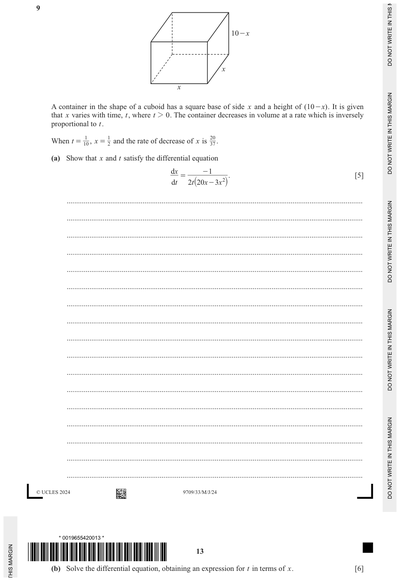 9
10 − x
x
x
A container in the shape of a cuboid has a square base of side x and a height of (10 − x). It is given
that x varies with time, t, where t > 0. The container decreases in volume at a rate which is inversely
proportional to t.
When t = 1/10, x = 1/2 and the rate of decrease of x is 20/37.
(a) Show that x and t satisfy the differential equation
dx/dt = −1/(2t(20x − 3x²)). [5]
© UCLES 2024
9709/33/M/J/24
DO NOT WRITE IN THIS MARGIN
DO NOT WRITE IN THIS MARGIN
DO NOT WRITE IN THIS MARGIN
DO NOT WRITE IN THIS MARGIN
THIS MARGIN
* 0019655420013 *
13
(b) Solve the differential equation, obtaining an expression for t in terms of x. [6]